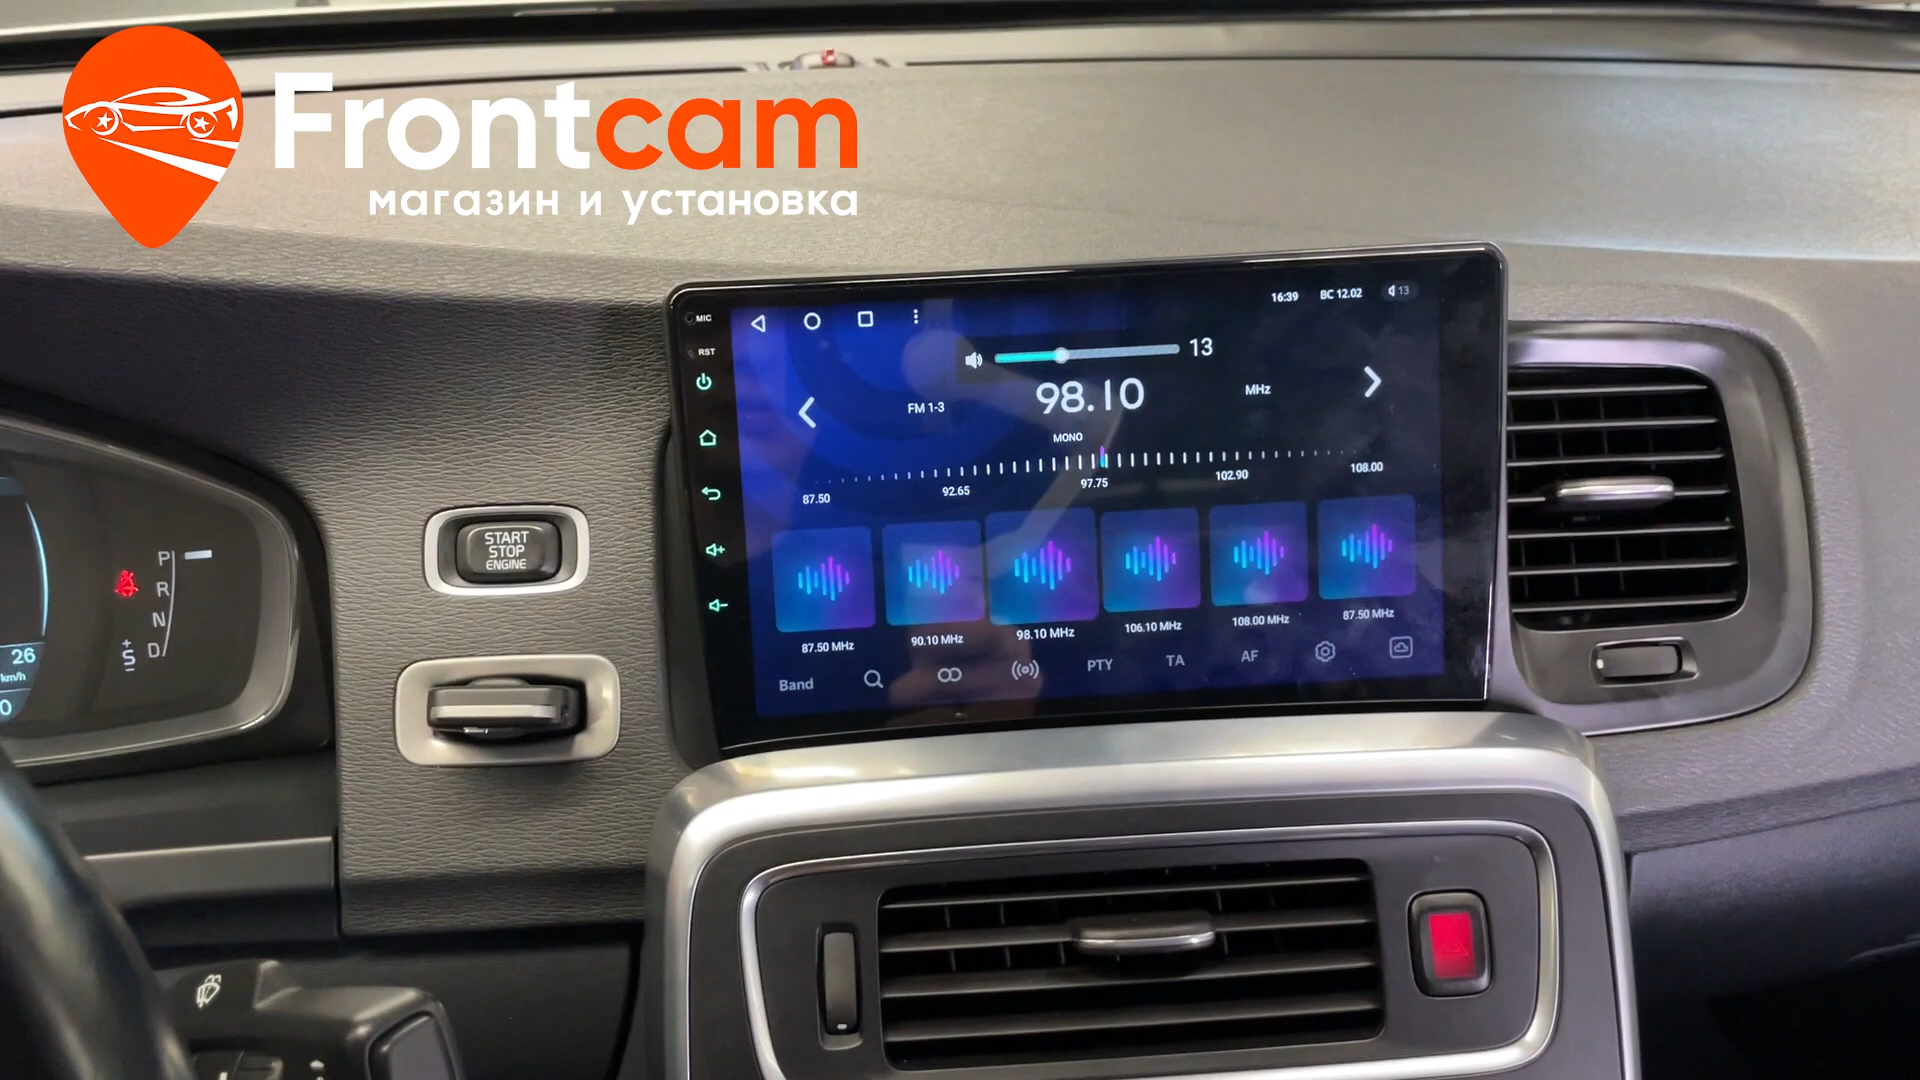 Frontcam
магазин и установка
MIC
RST
16:39 ВС 12.02 13
13
FM 1-3 98.10 MHz
MONO
87.50 92.65 97.75 102.90 108.00
87.50 MHz 90.10 MHz 98.10 MHz 106.10 MHz 108.00 MHz 87.50 MHz
Band PTY TA AF
START
STOP
ENGINE
P
R
N
D
+
S
−
26
km/h
0